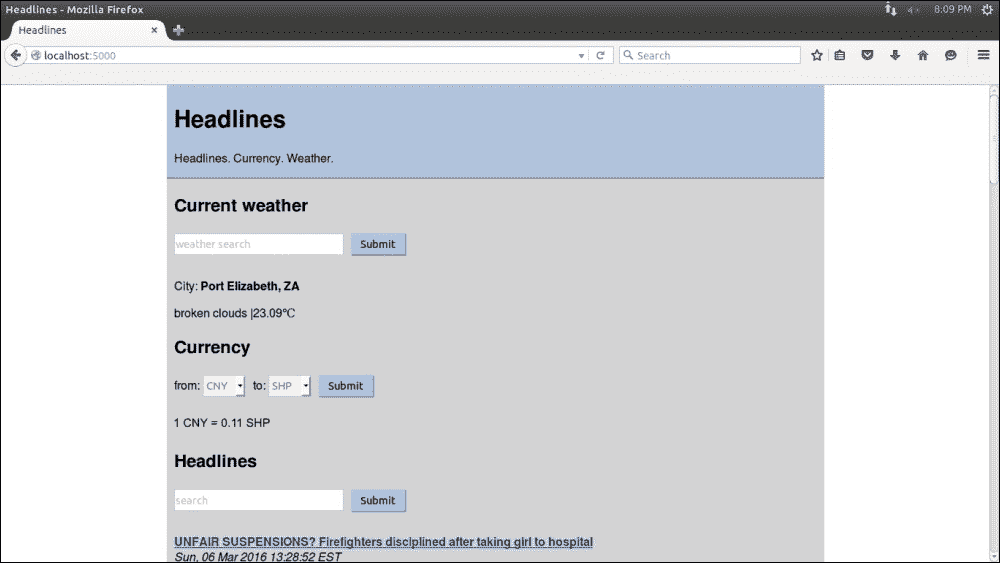 Headlines - Mozilla Firefox
8:09 PM
Headlines
localhost:5000
Search
Headlines
Headlines. Currency. Weather.
Current weather
weather search
Submit
City: Port Elizabeth, ZA
broken clouds |23.09℃
Currency
from: CNY to: SHP Submit
1 CNY = 0.11 SHP
Headlines
search
Submit
UNFAIR SUSPENSIONS? Firefighters disciplined after taking girl to hospital
Sun, 06 Mar 2016 13:28:52 EST